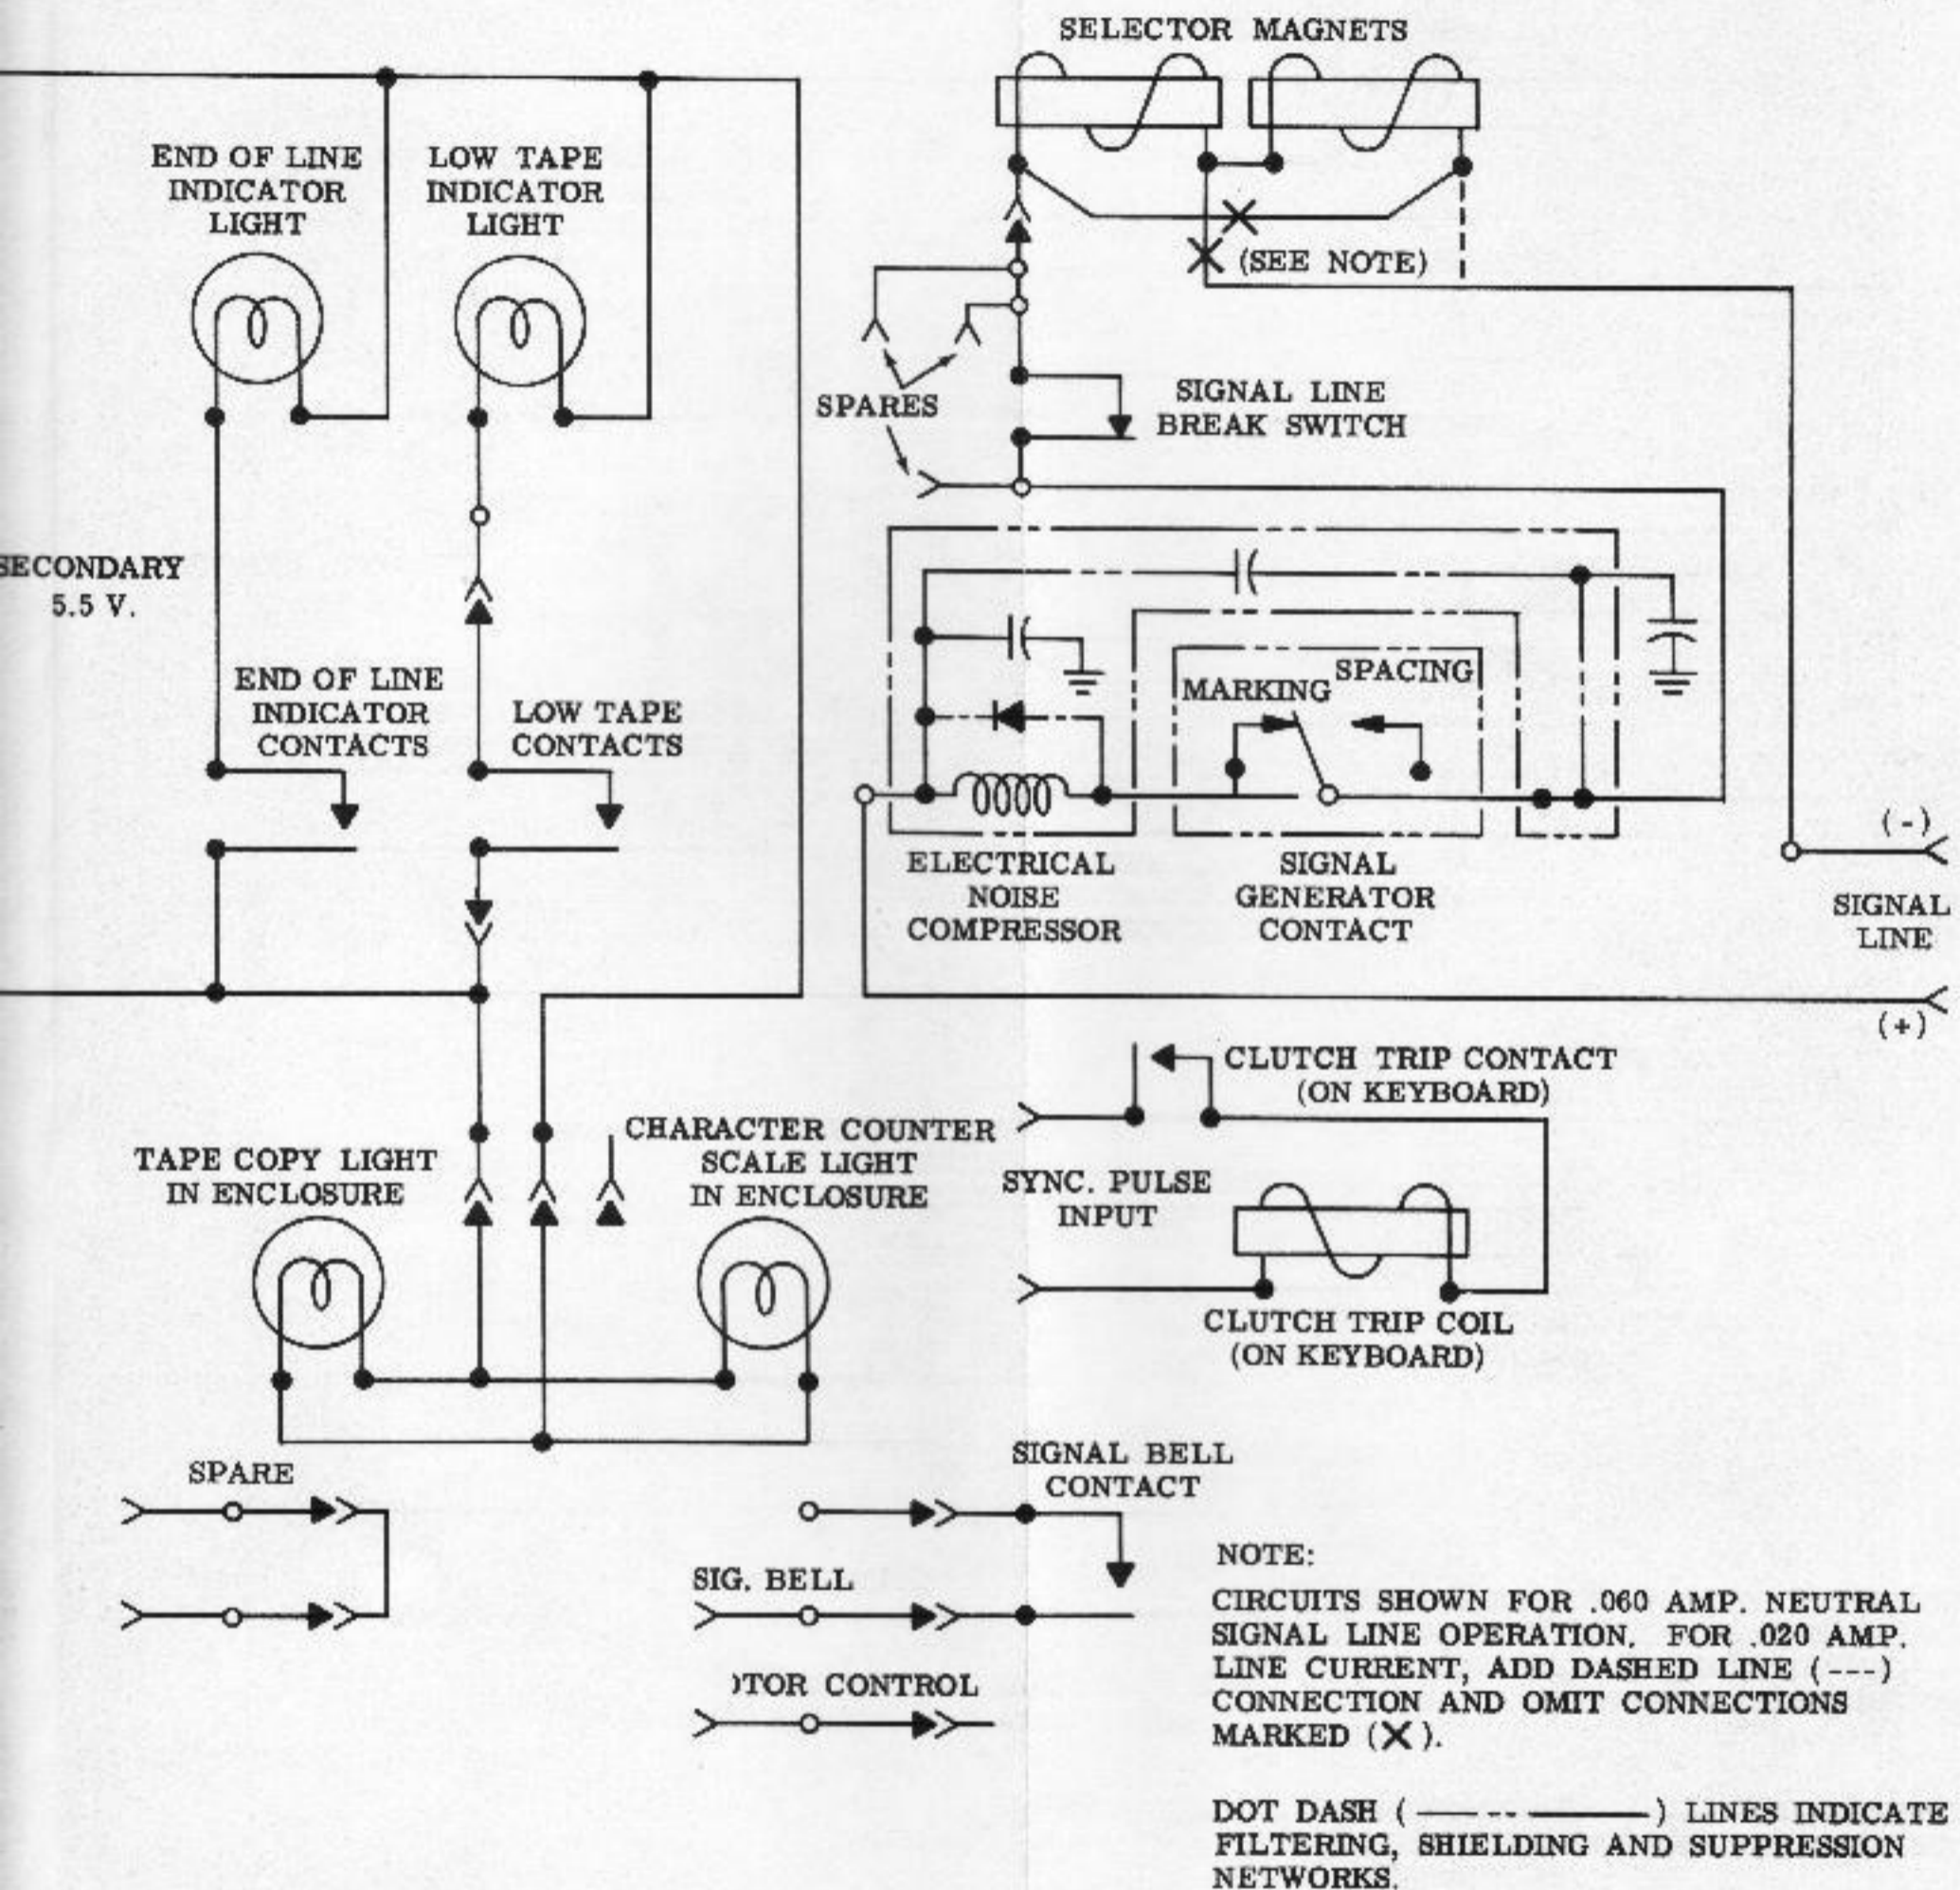 SELECTOR MAGNETS
END OF LINE
INDICATOR
LIGHT
LOW TAPE
INDICATOR
LIGHT
(SEE NOTE)
SPARES
SIGNAL LINE
BREAK SWITCH
SECONDARY
5.5 V.
END OF LINE
INDICATOR
CONTACTS
LOW TAPE
CONTACTS
MARKING
SPACING
ELECTRICAL
NOISE
COMPRESSOR
SIGNAL
GENERATOR
CONTACT
(-)
SIGNAL
LINE
(+)
CLUTCH TRIP CONTACT
(ON KEYBOARD)
TAPE COPY LIGHT
IN ENCLOSURE
CHARACTER COUNTER
SCALE LIGHT
IN ENCLOSURE
SYNC. PULSE
INPUT
CLUTCH TRIP COIL
(ON KEYBOARD)
SPARE
SIGNAL BELL
CONTACT
SIG. BELL
OTOR CONTROL
NOTE:
CIRCUITS SHOWN FOR .060 AMP. NEUTRAL
SIGNAL LINE OPERATION. FOR .020 AMP.
LINE CURRENT, ADD DASHED LINE (---)
CONNECTION AND OMIT CONNECTIONS
MARKED (X).
DOT DASH ( —— -- —— ) LINES INDICATE
FILTERING, SHIELDING AND SUPPRESSION
NETWORKS.